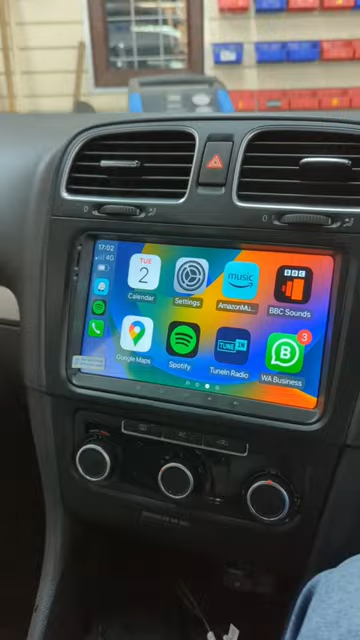 17:02
4G
TUE
2
Calendar
Settings
music
AmazonMu...
BBC
BBC Sounds
Google Maps
Spotify
TUNE IN
TuneIn Radio
B
3
WA Business